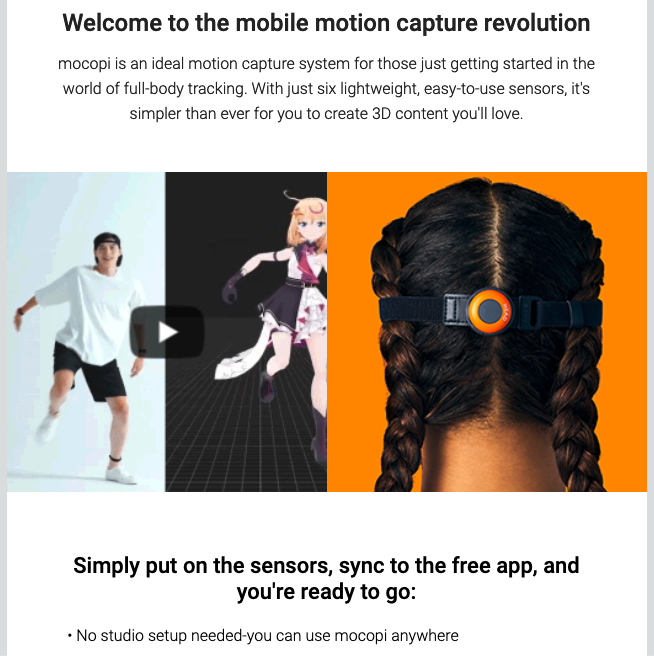 Welcome to the mobile motion capture revolution
mocopi is an ideal motion capture system for those just getting started in the
world of full-body tracking. With just six lightweight, easy-to-use sensors, it's
simpler than ever for you to create 3D content you'll love.
Simply put on the sensors, sync to the free app, and
you're ready to go:
• No studio setup needed-you can use mocopi anywhere